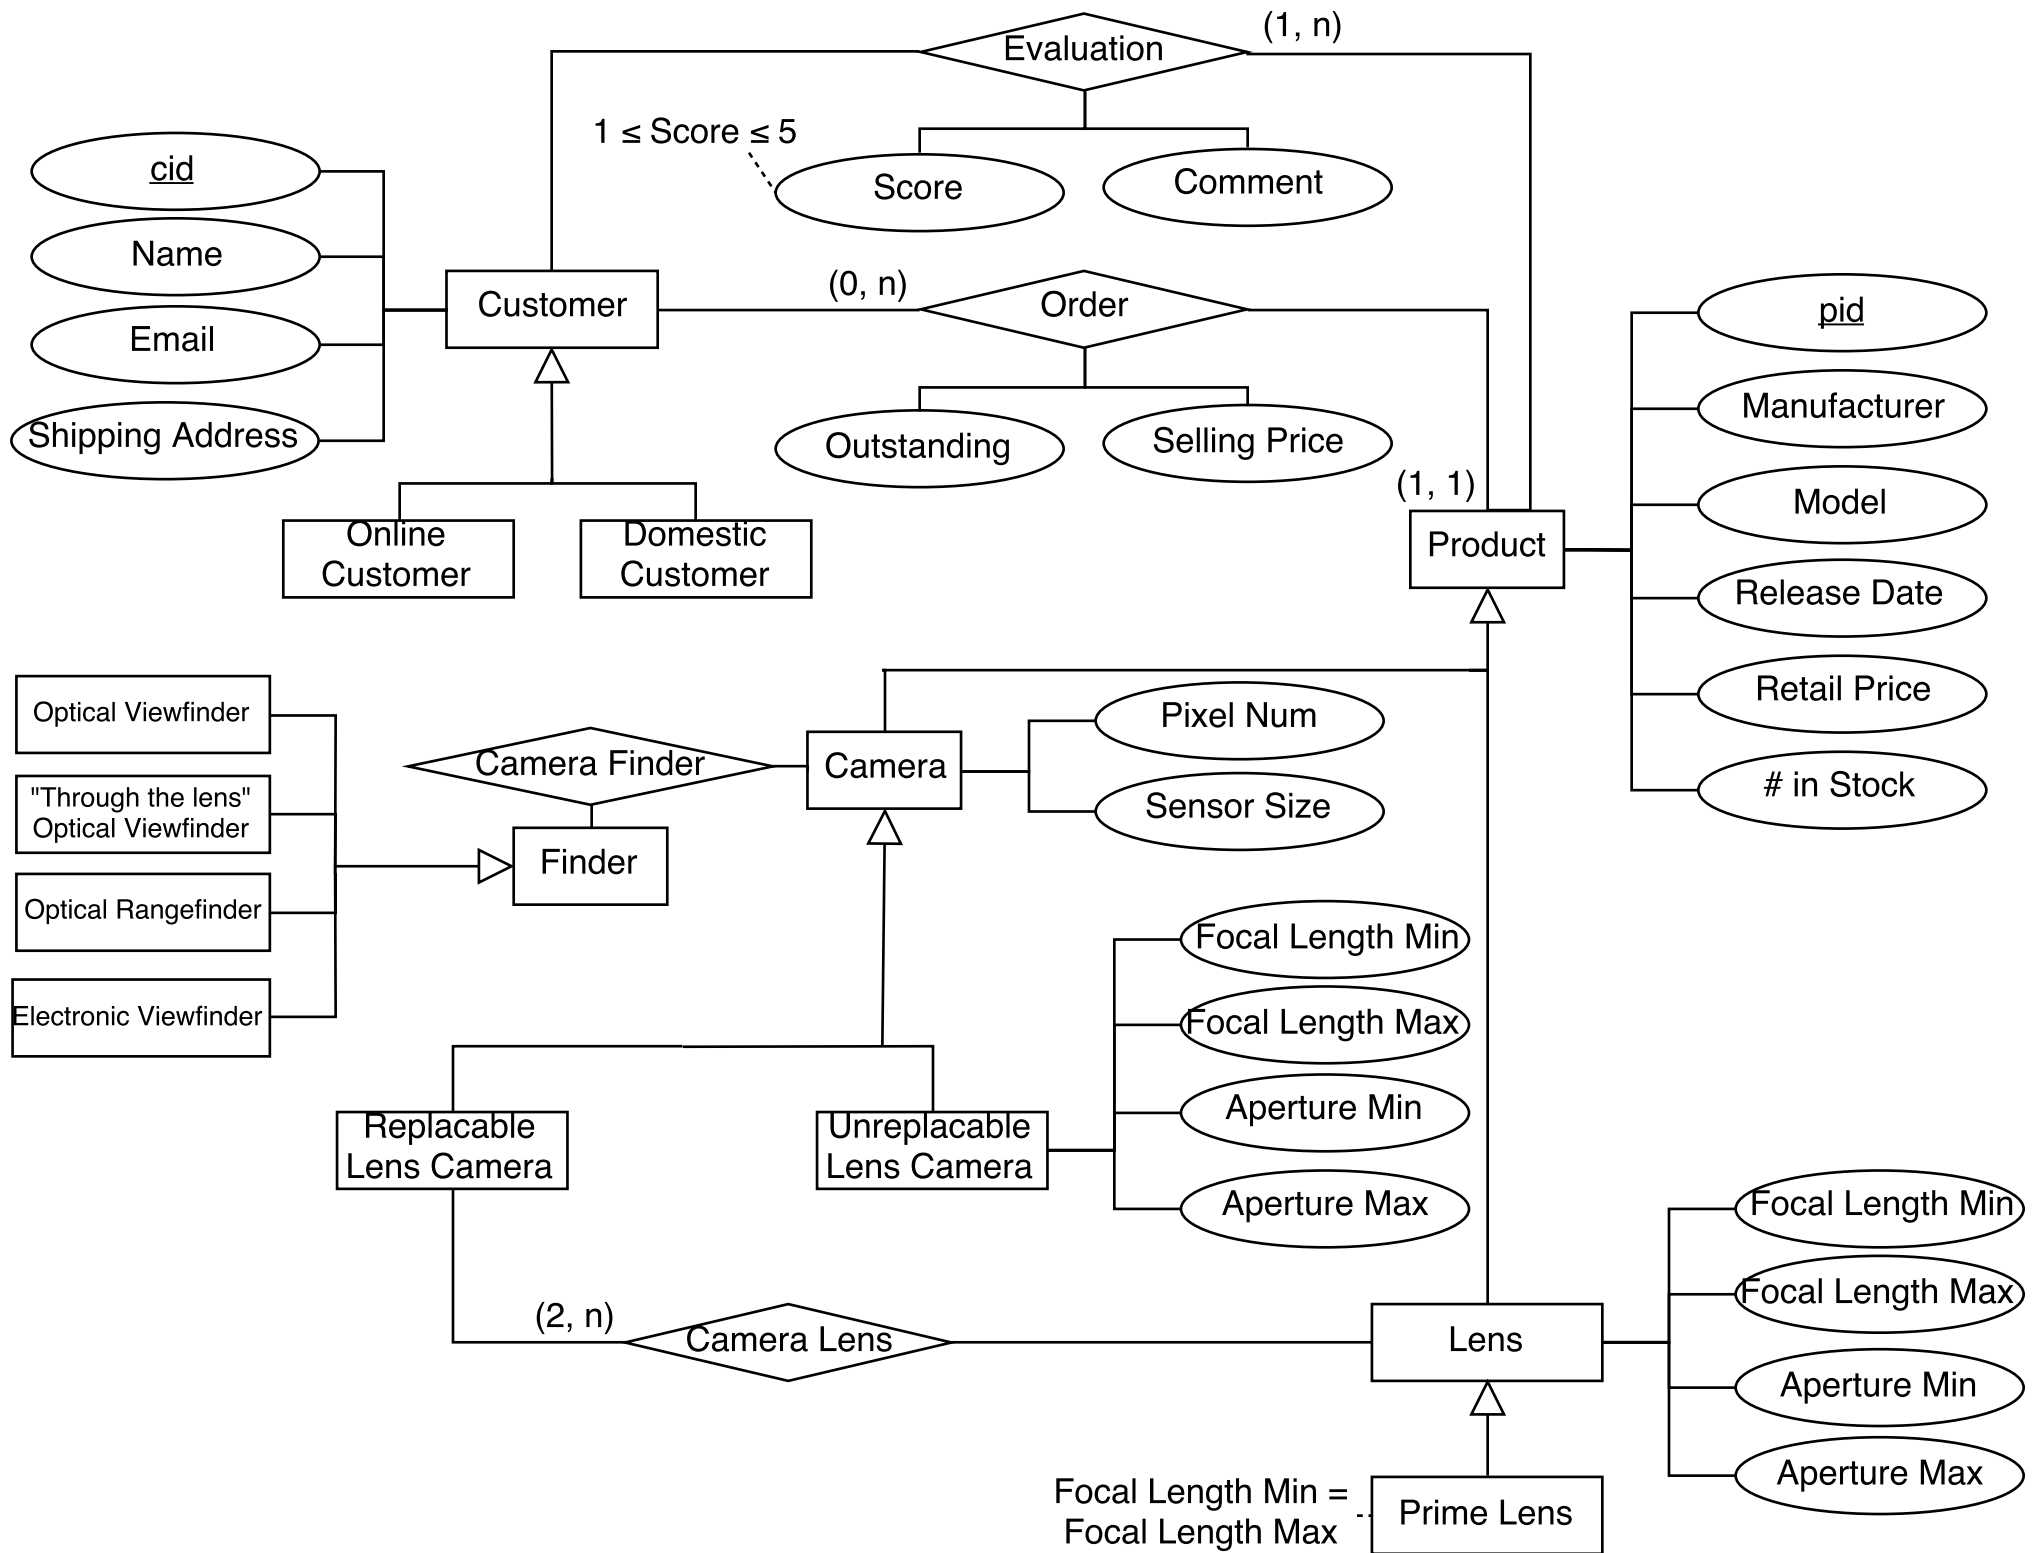 Evaluation
(1, n)
1 ≤ Score ≤ 5
Score
Comment
cid
Name
Email
Shipping Address
Customer
(0, n)
Order
Outstanding
Selling Price
(1, 1)
Product
pid
Manufacturer
Model
Release Date
Retail Price
# in Stock
Online
Customer
Domestic
Customer
Optical Viewfinder
"Through the lens"
Optical Viewfinder
Optical Rangefinder
Electronic Viewfinder
Camera Finder
Finder
Camera
Pixel Num
Sensor Size
Focal Length Min
Focal Length Max
Aperture Min
Aperture Max
Replacable
Lens Camera
Unreplacable
Lens Camera
(2, n)
Camera Lens
Lens
Focal Length Min
Focal Length Max
Aperture Min
Aperture Max
Focal Length Min =
Focal Length Max
Prime Lens